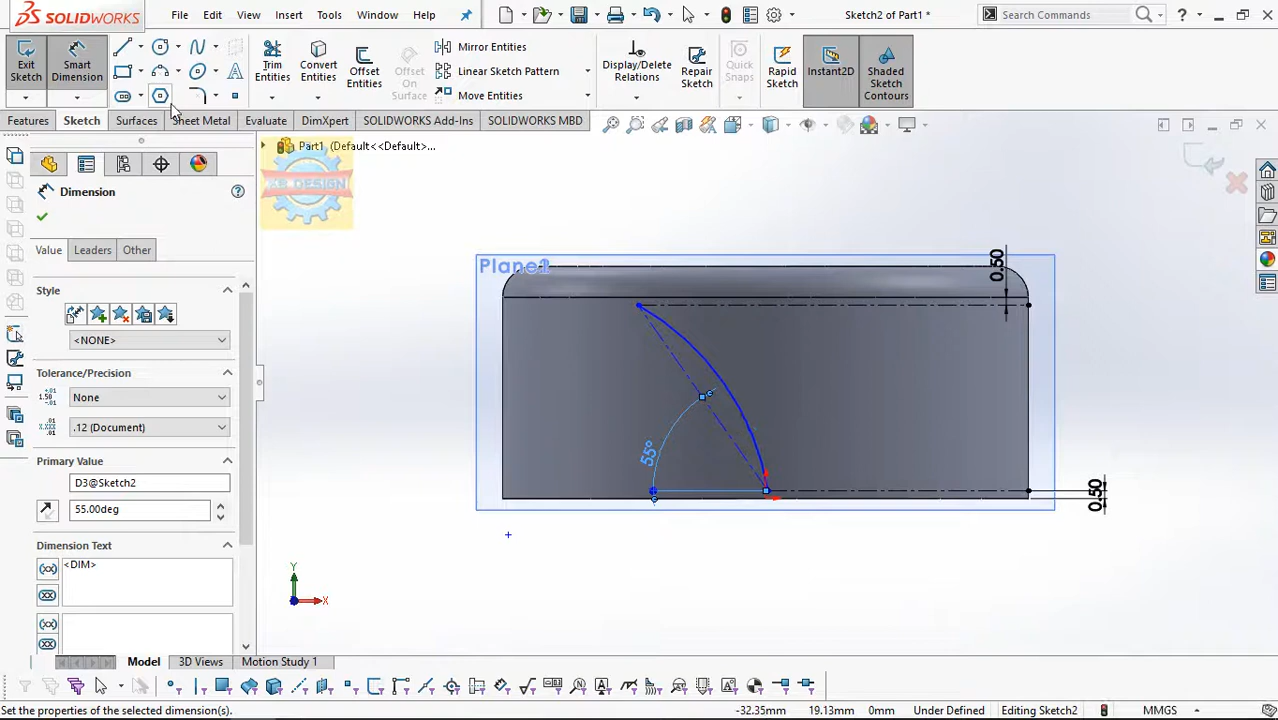 SOLIDWORKS
File Edit View Insert Tools Window Help
Sketch2 of Part1 *
Search Commands
Exit Sketch
Smart Dimension
Trim Entities
Convert Entities
Offset Entities
Offset On Surface
Mirror Entities
Linear Sketch Pattern
Move Entities
Display/Delete Relations
Repair Sketch
Quick Snaps
Rapid Sketch
Instant2D
Shaded Sketch Contours
Features Sketch Surfaces Sheet Metal Evaluate DimXpert SOLIDWORKS Add-Ins SOLIDWORKS MBD
Part1 (Default<<Default>...
Dimension
Value Leaders Other
Style
<NONE>
Tolerance/Precision
None
.12 (Document)
Primary Value
D3@Sketch2
55.00deg
Dimension Text
<DIM>
0.50
55°
0.50
Y
X
Model 3D Views Motion Study 1
Set the properties of the selected dimension(s).
-32.35mm 19.13mm 0mm Under Defined Editing Sketch2 MMGS